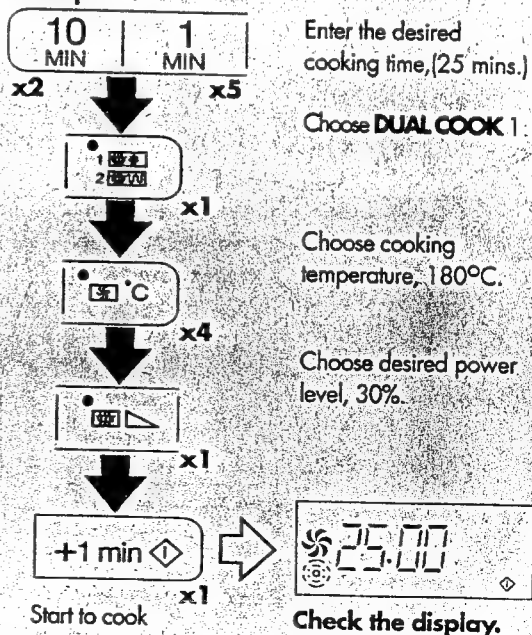 10 MIN | 1 MIN
x2 x5
Enter the desired
cooking time,(25 mins.)
Choose DUAL COOK 1
1
2
x1
°C
x4
Choose cooking
temperature, 180°C.
x1
Choose desired power
level, 30%.
+1 min
x1
Start to cook
25.00
Check the display.